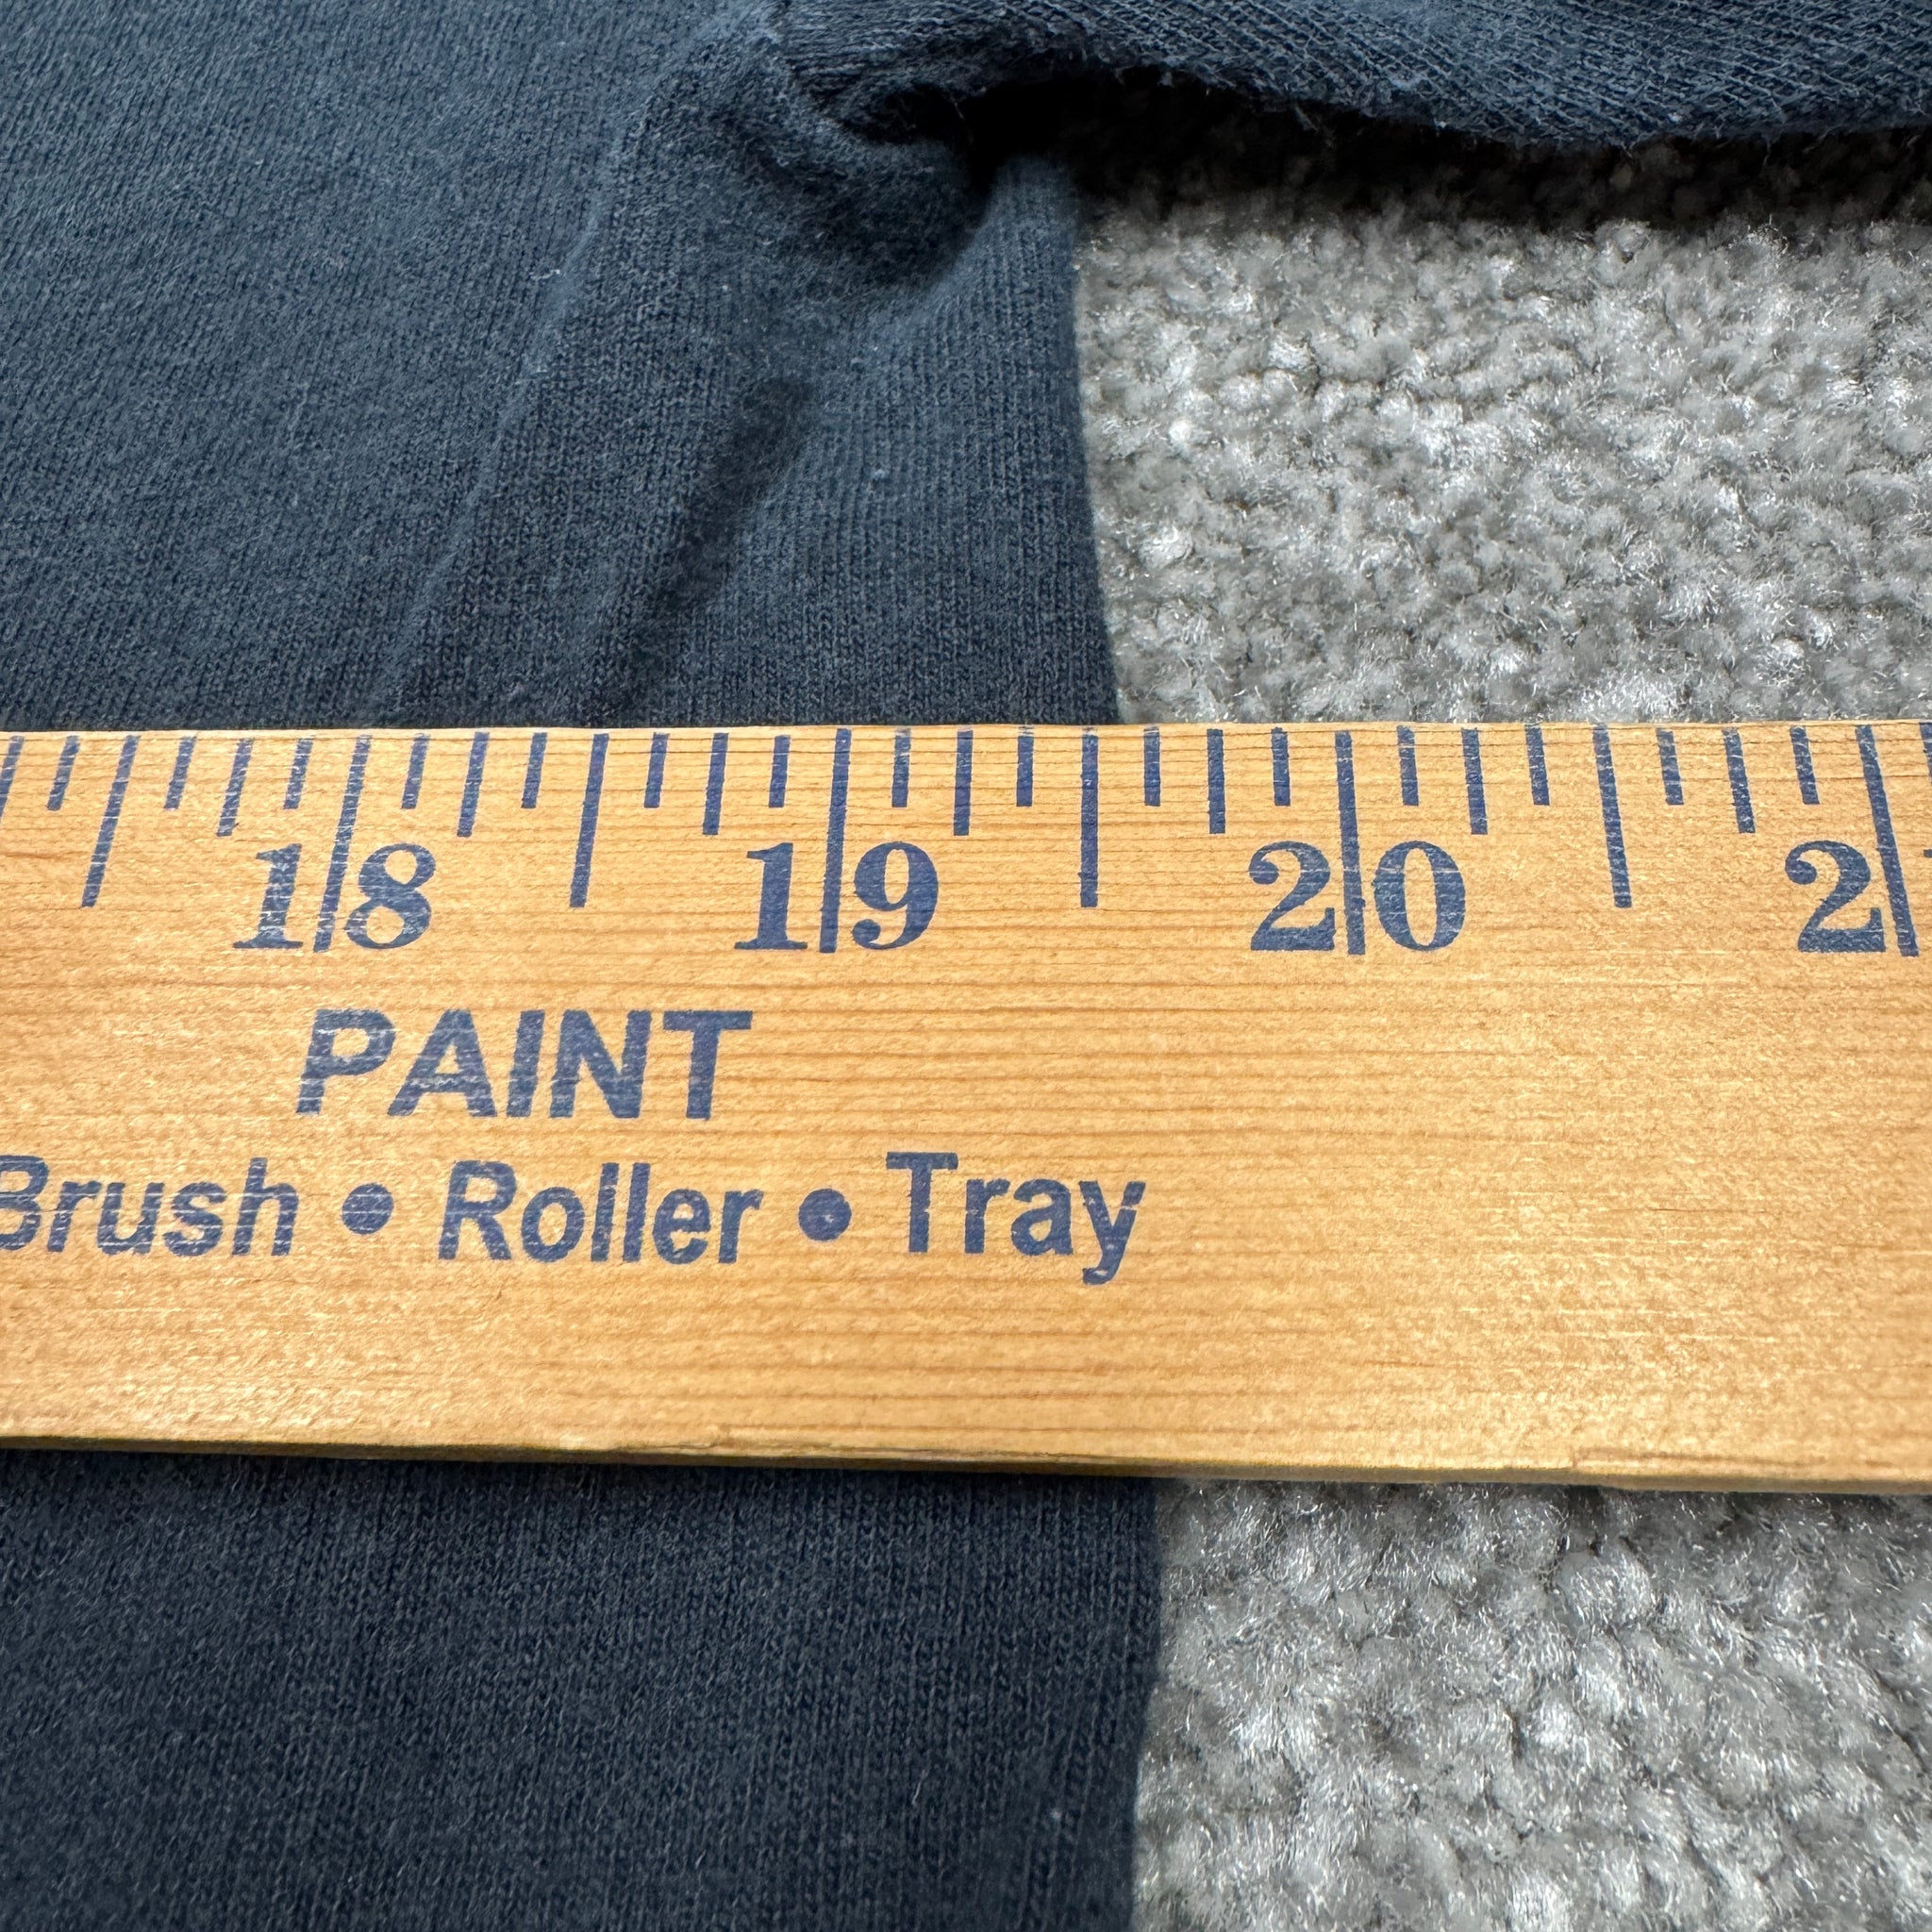 18 19 20 2
PAINT
Brush • Roller • Tray